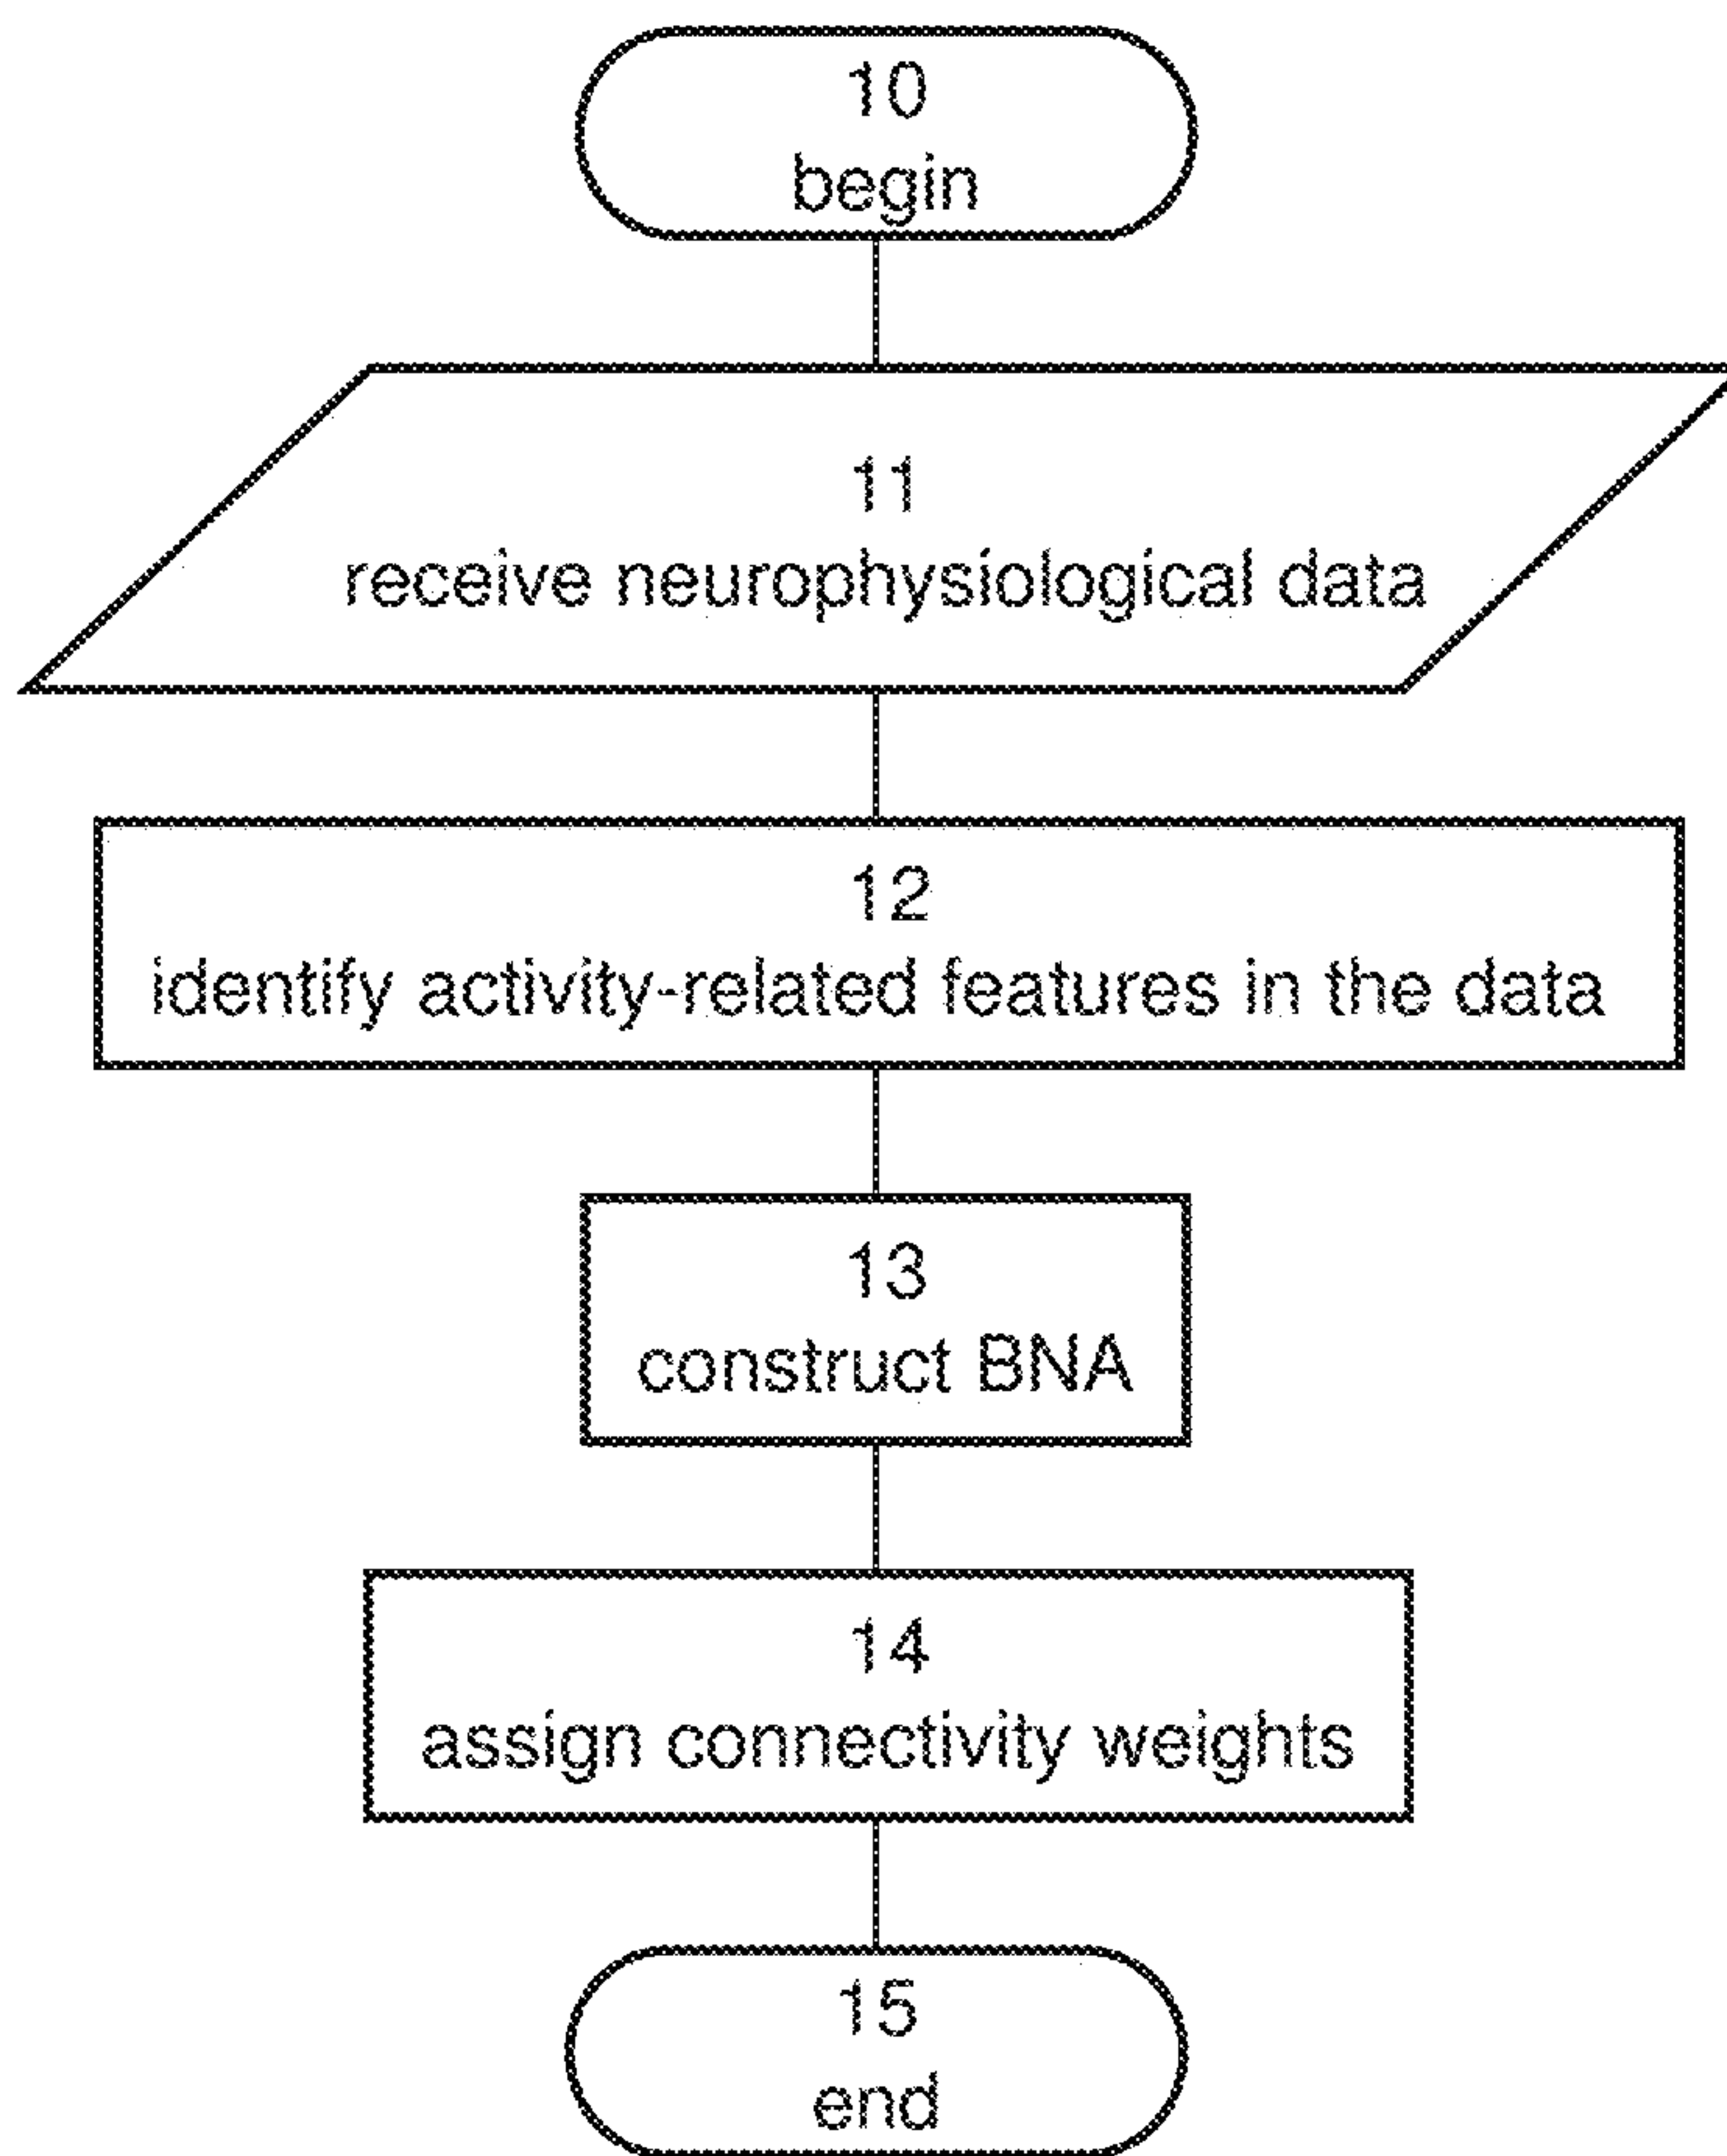 10
begin
11
receive neurophysiological data
12
identify activity-related features in the data
13
construct BNA
14
assign connectivity weights
15
end